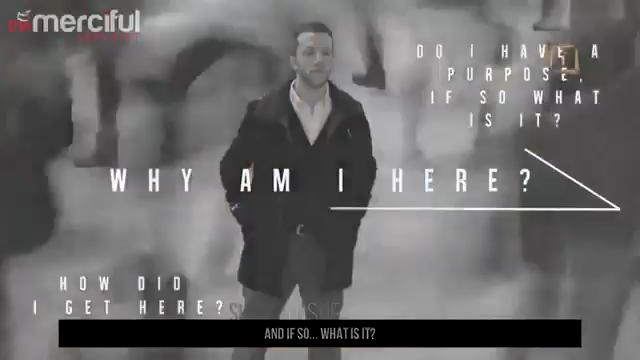 merciful
DO I HAVE A
PURPOSE,
IF SO WHAT
IS IT?
WHY AM I HERE?
HOW DID
I GET HERE?
AND IF SO... WHAT IS IT?